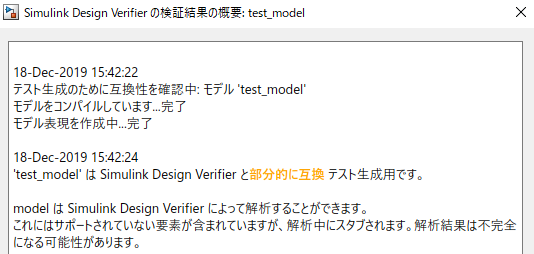 Simulink Design Verifier の検証結果の概要: test_model
18-Dec-2019 15:42:22
テスト生成のために互換性を確認中: モデル 'test_model'
モデルをコンパイルしています...完了
モデル表現を作成中...完了
18-Dec-2019 15:42:24
'test_model' は Simulink Design Verifier と部分的に互換 テスト生成用です。
model は Simulink Design Verifier によって解析することができます。
これにはサポートされていない要素が含まれていますが、解析中にスタブされます。解析結果は不完全
になる可能性があります。